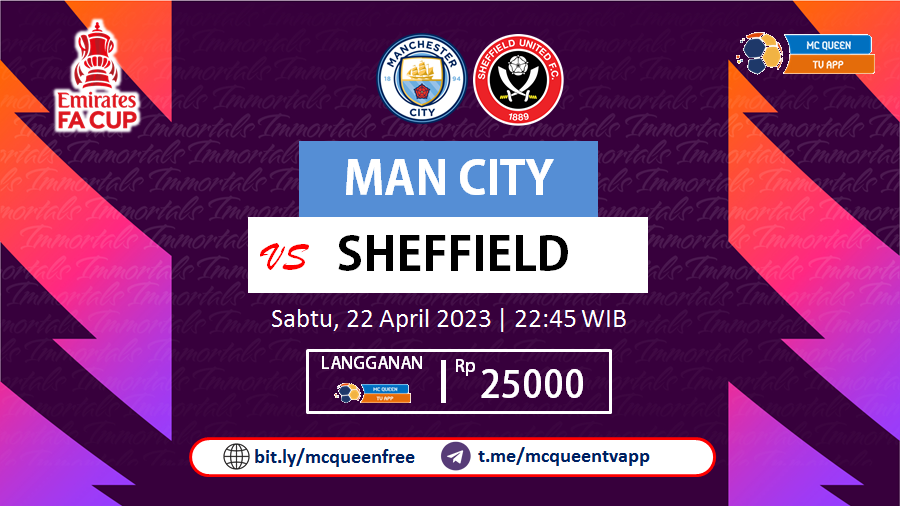 Emirates
FA CUP
MANCHESTER
18 94
CITY
SHEFFIELD UNITED F.C.
1889
MC QUEEN
TV APP
Immortals
MAN CITY
VS SHEFFIELD
Sabtu, 22 April 2023 | 22:45 WIB
LANGGANAN
MC QUEEN
TV APP
Rp 25000
bit.ly/mcqueenfree t.me/mcqueentvapp